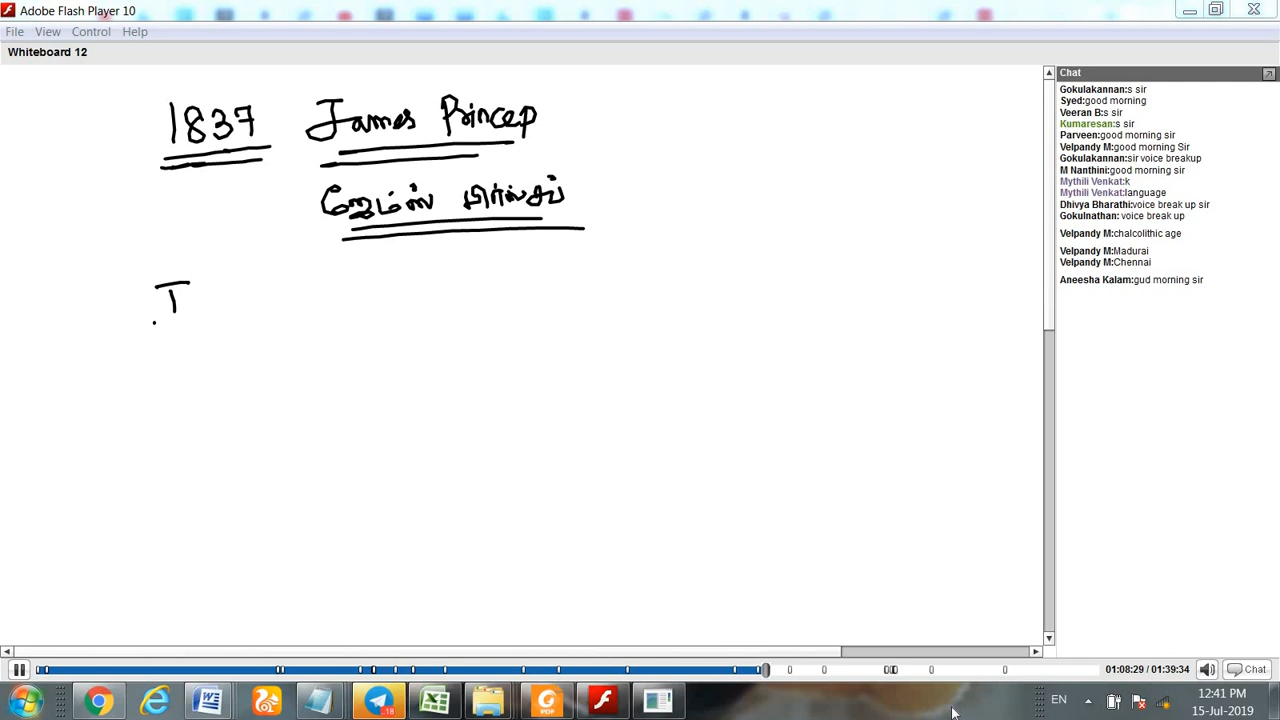 Adobe Flash Player 10
File View Control Help
Whiteboard 12
1837 James Princep
ஜேம்ஸ் பிரின்செப்
I
Chat
Gokulakannan:s sir
Syed:good morning
Veeran B:s sir
Kumaresan:s sir
Parveen:good morning sir
Velpandy M:good morning Sir
Gokulakannan:sir voice breakup
M Nanthini:good morning sir
Mythili Venkat:k
Mythili Venkat:language
Dhivya Bharathi:voice break up sir
Gokulnathan: voice break up
Velpandy M:chalcolithic age
Velpandy M:Madurai
Velpandy M:Chennai
Aneesha Kalam:gud morning sir
01:08:29 / 01:39:34 Chat
18 PDF EN 12:41 PM
15-Jul-2019